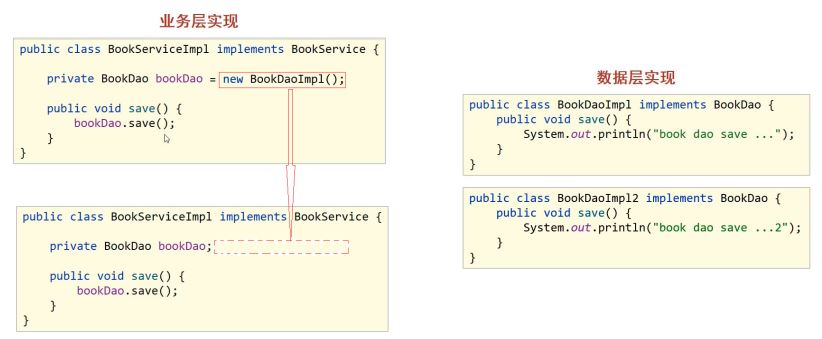 业务层实现
public class BookServiceImpl implements BookService {
private BookDao bookDao = new BookDaoImpl();
public void save() {
bookDao.save();
}
}
public class BookServiceImpl implements BookService {
private BookDao bookDao;
public void save() {
bookDao.save();
}
}
数据层实现
public class BookDaoImpl implements BookDao {
public void save() {
System.out.println("book dao save ...");
}
}
public class BookDaoImpl2 implements BookDao {
public void save() {
System.out.println("book dao save ...2");
}
}